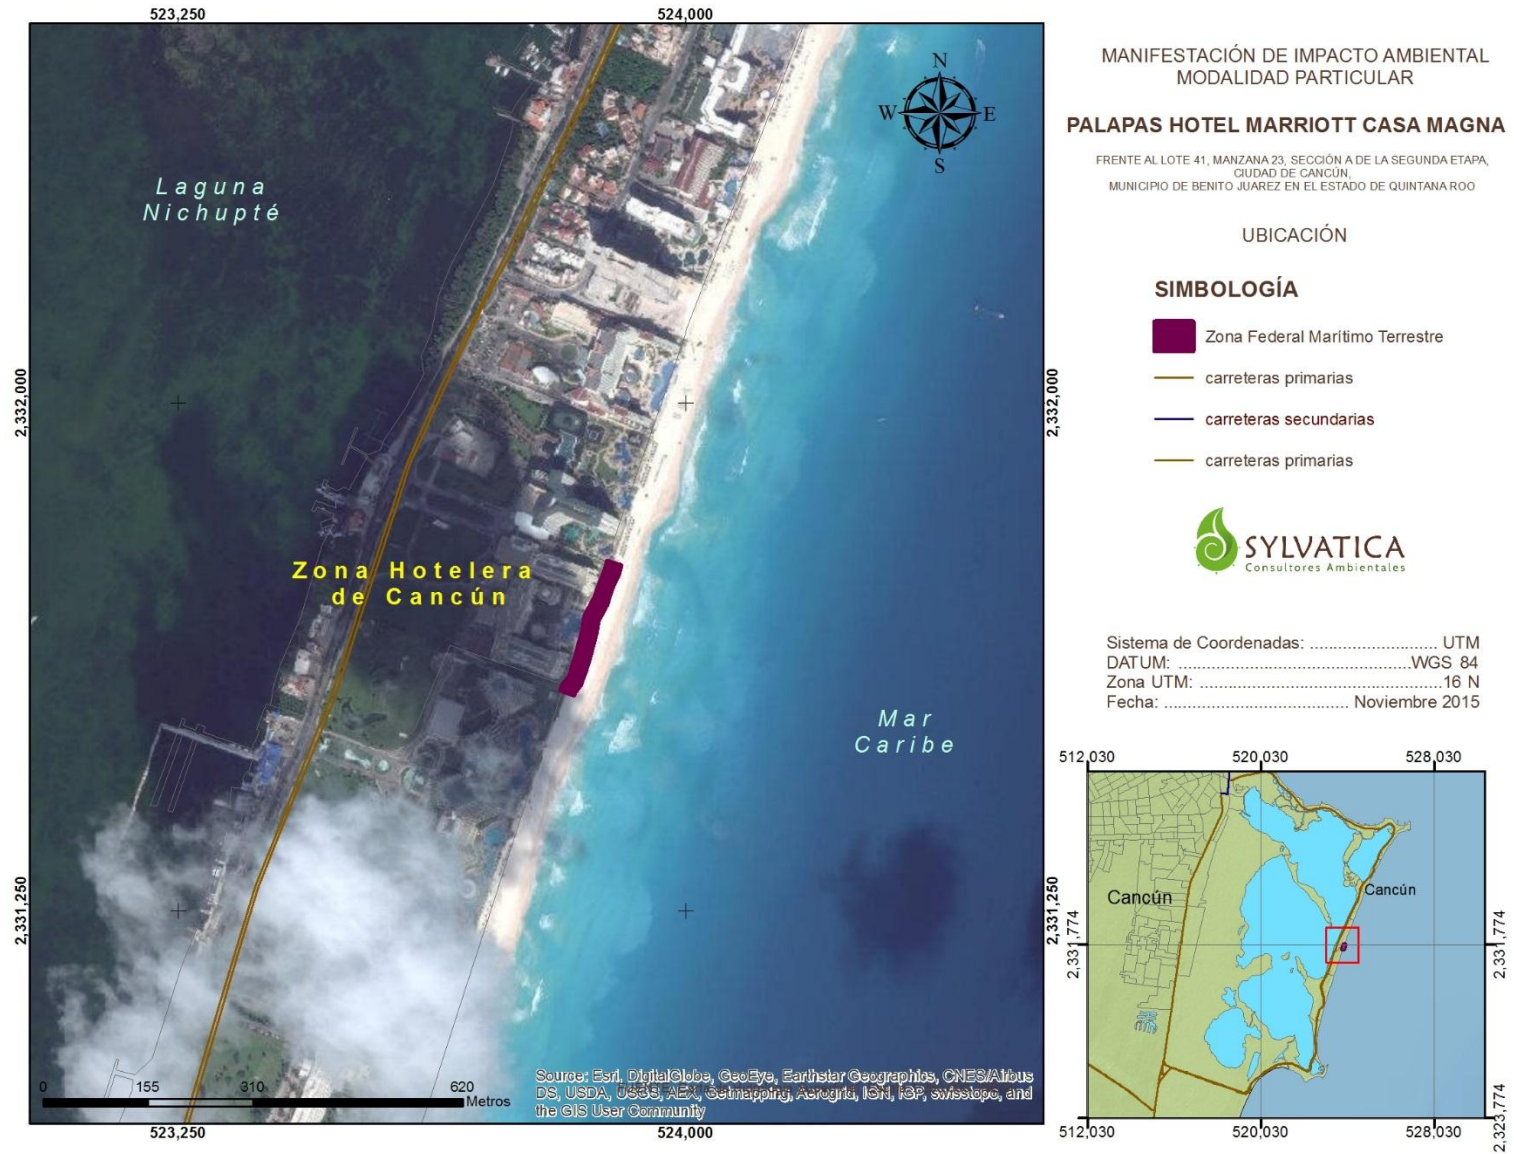 523,250
524,000
N
W
E
S
Laguna
Nichupté
2,332,000
2,332,000
Zona Hotelera
de Cancún
Mar
Caribe
2,331,250
2,331,250
0
155
310
620
Metros
Source: Esri, DigitalGlobe, GeoEye, Earthstar Geographics, CNES/Airbus
DS, USDA, USGS, AEX, Getmapping, Aerogrid, IGN, IGP, swisstopo, and
the GIS User Community
523,250
524,000
MANIFESTACIÓN DE IMPACTO AMBIENTAL
MODALIDAD PARTICULAR
PALAPAS HOTEL MARRIOTT CASA MAGNA
FRENTE AL LOTE 41, MANZANA 23, SECCIÓN A DE LA SEGUNDA ETAPA,
CIUDAD DE CANCÚN,
MUNICIPIO DE BENITO JUAREZ EN EL ESTADO DE QUINTANA ROO
UBICACIÓN
SIMBOLOGÍA
Zona Federal Marítimo Terrestre
carreteras primarias
carreteras secundarias
carreteras primarias
SYLVATICA
Consultores Ambientales
Sistema de Coordenadas: ....................... UTM
DATUM: ..........................................WGS 84
Zona UTM: ..........................................16 N
Fecha: ................................. Noviembre 2015
512,030
520,030
528,030
Cancún
Cancún
2,331,774
2,331,774
2,323,774
512,030
520,030
528,030